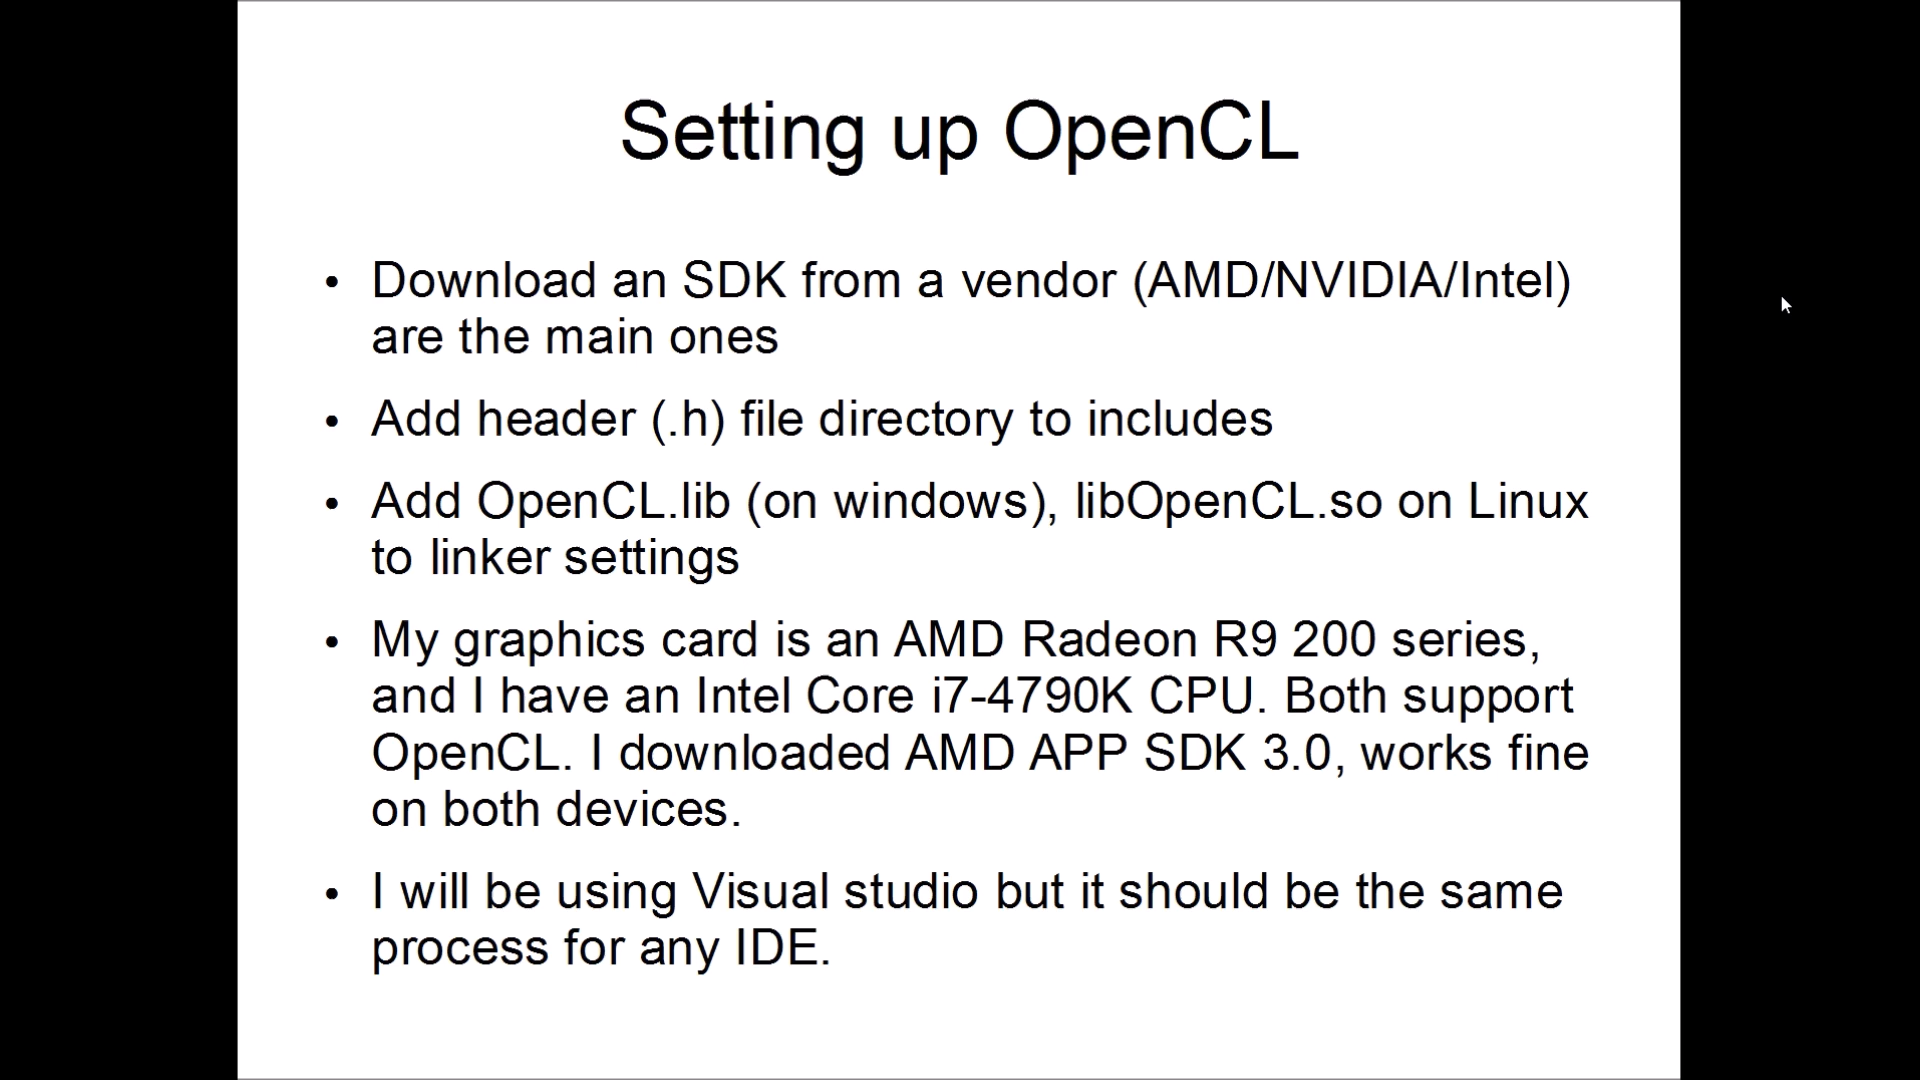 Setting up OpenCL
• Download an SDK from a vendor (AMD/NVIDIA/Intel)
are the main ones
• Add header (.h) file directory to includes
• Add OpenCL.lib (on windows), libOpenCL.so on Linux
to linker settings
• My graphics card is an AMD Radeon R9 200 series,
and I have an Intel Core i7-4790K CPU. Both support
OpenCL. I downloaded AMD APP SDK 3.0, works fine
on both devices.
• I will be using Visual studio but it should be the same
process for any IDE.